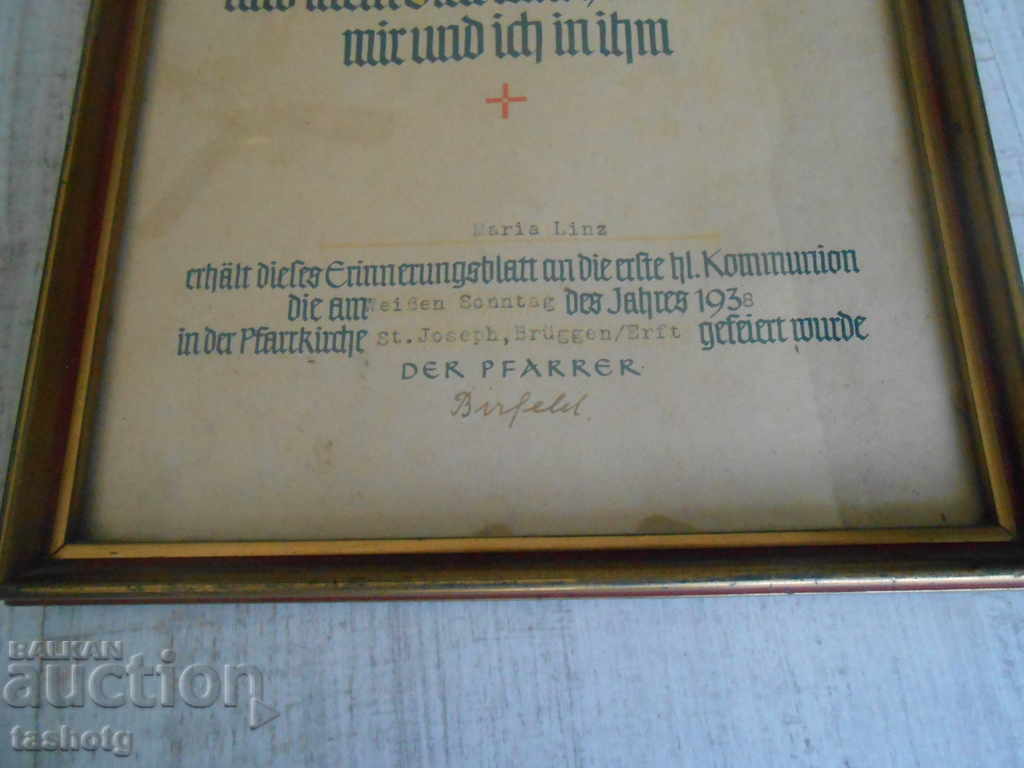 mir und ich in ihm
Maria Linz
erhält dieses Erinnerungsblatt an die erste hl. Kommunion
die am Weißen Sonntag des Jahres 1938
in der Pfarrkirche St. Joseph, Brüggen/Erft gefeiert wurde
DER PFARRER
Birfeld
BALKAN
auction
tashotg